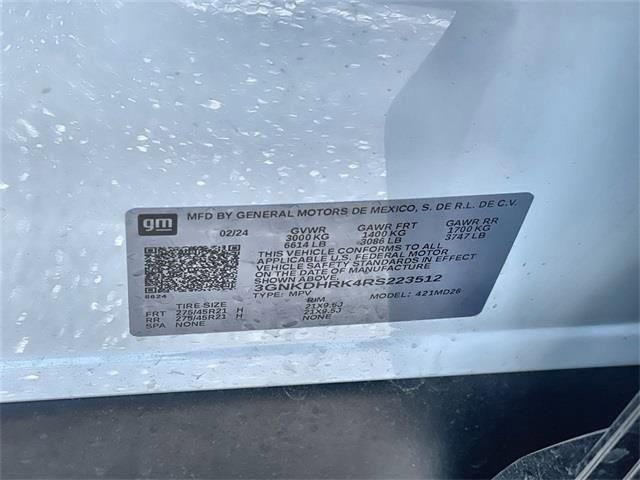 gm
MFD BY GENERAL MOTORS DE MEXICO, S. DE R.L. DE C.V.
02/24 GVWR GAWR FRT GAWR RR
3000 KG 1400 KG 1700 KG
6614 LB 3086 LB 3747 LB
THIS VEHICLE CONFORMS TO ALL
APPLICABLE U.S. FEDERAL MOTOR
VEHICLE SAFETY STANDARDS IN EFFECT
ON THE DATE OF MANUFACTURE
SHOWN ABOVE.
3GNKDHRK4RS223512
8624 TYPE: MPV MODEL: 421MD26
TIRE SIZE RIM
FRT 275/45R21 H 21X9.5J
RR 275/45R21 H 21X9.5J
SPA NONE NONE